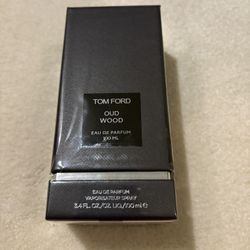 TOM FORD
OUD
WOOD
EAU DE PARFUM
100 ML
EAU DE PARFUM
VAPORISATEUR SPRAY
3.4 FL.OZ./OZ. LIQ./100 ml e